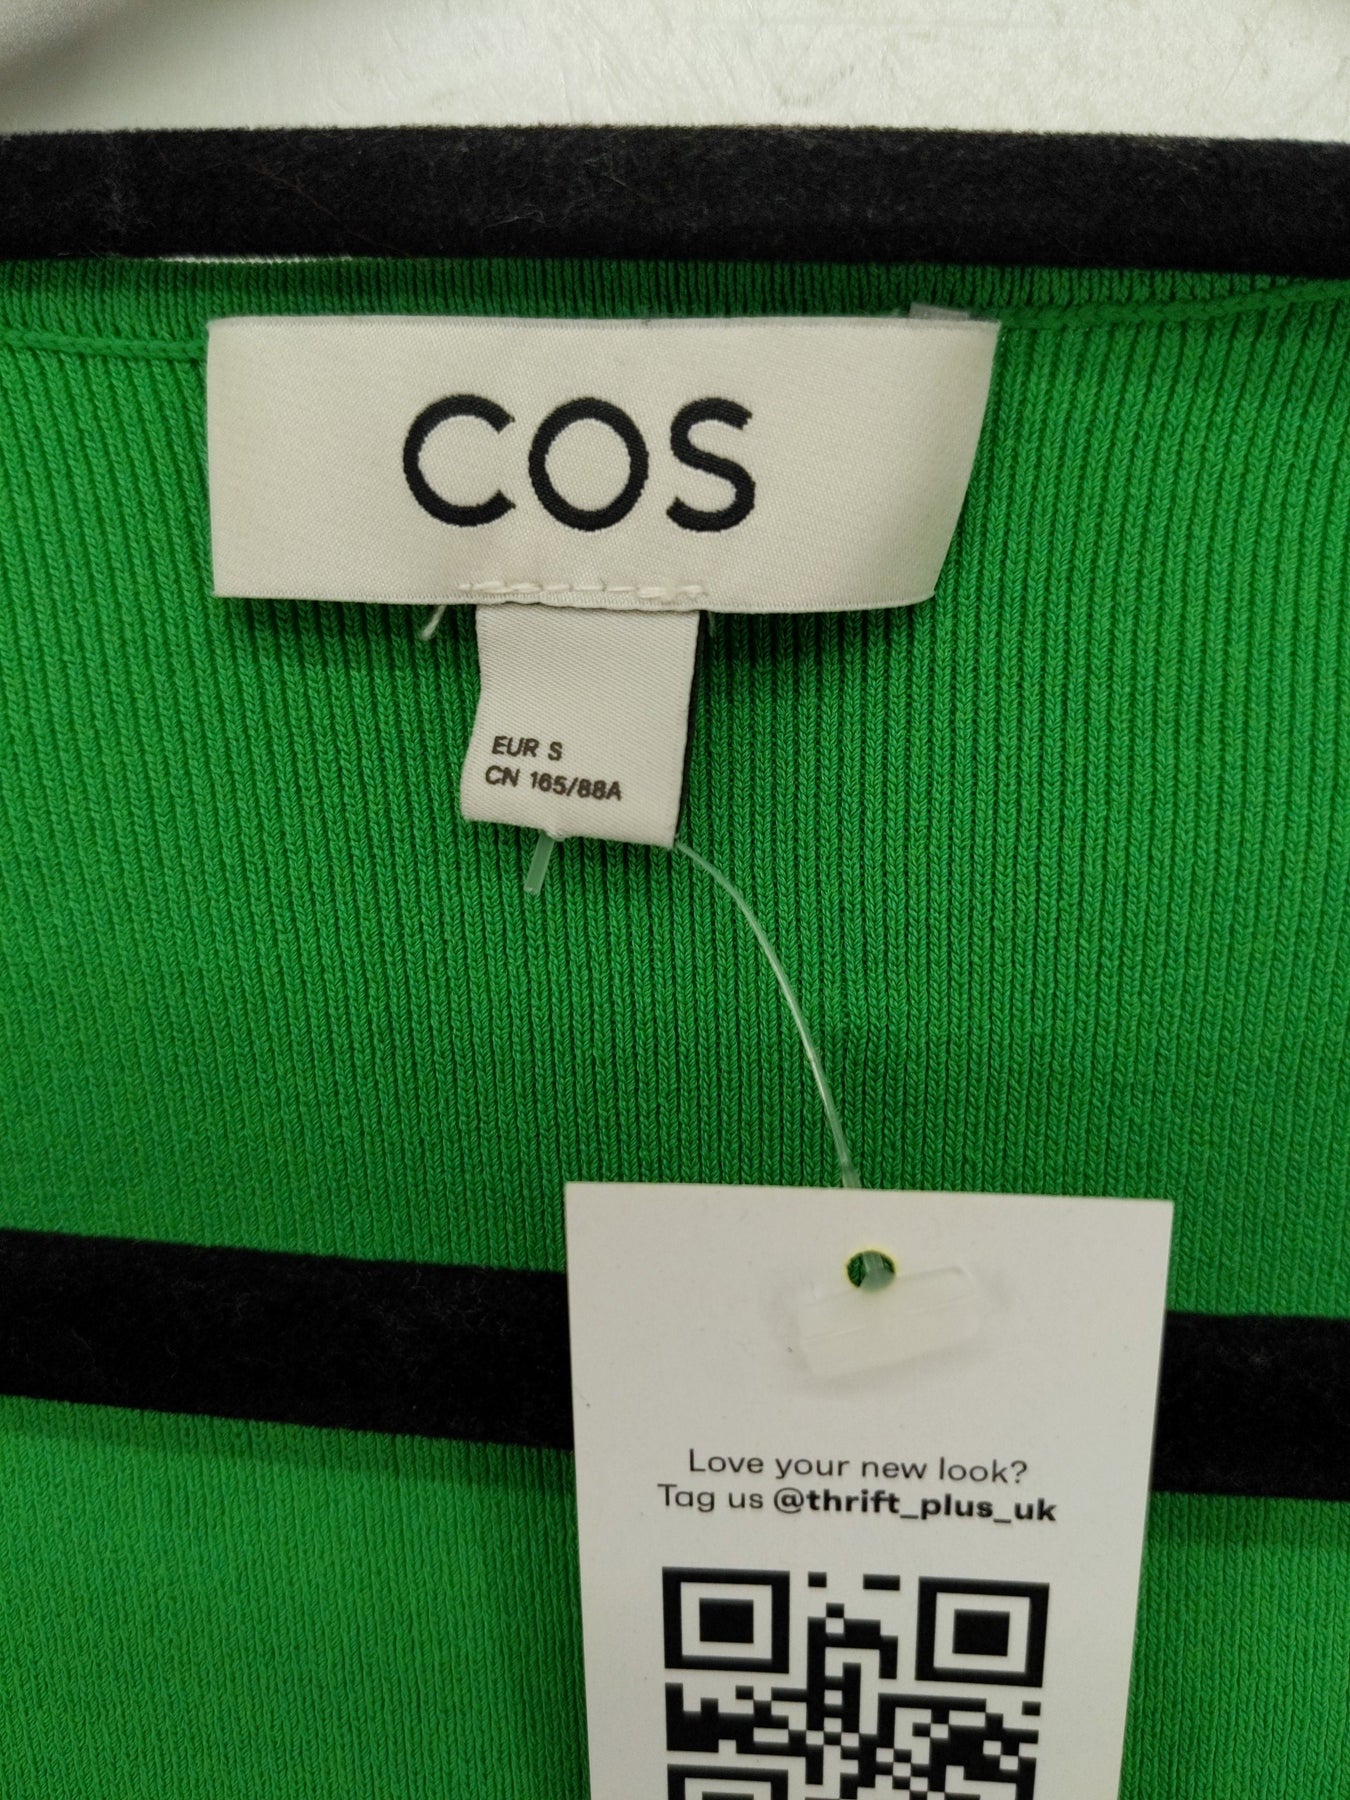 COS
EUR S
CN 165/88A
Love your new look?
Tag us @thrift_plus_uk